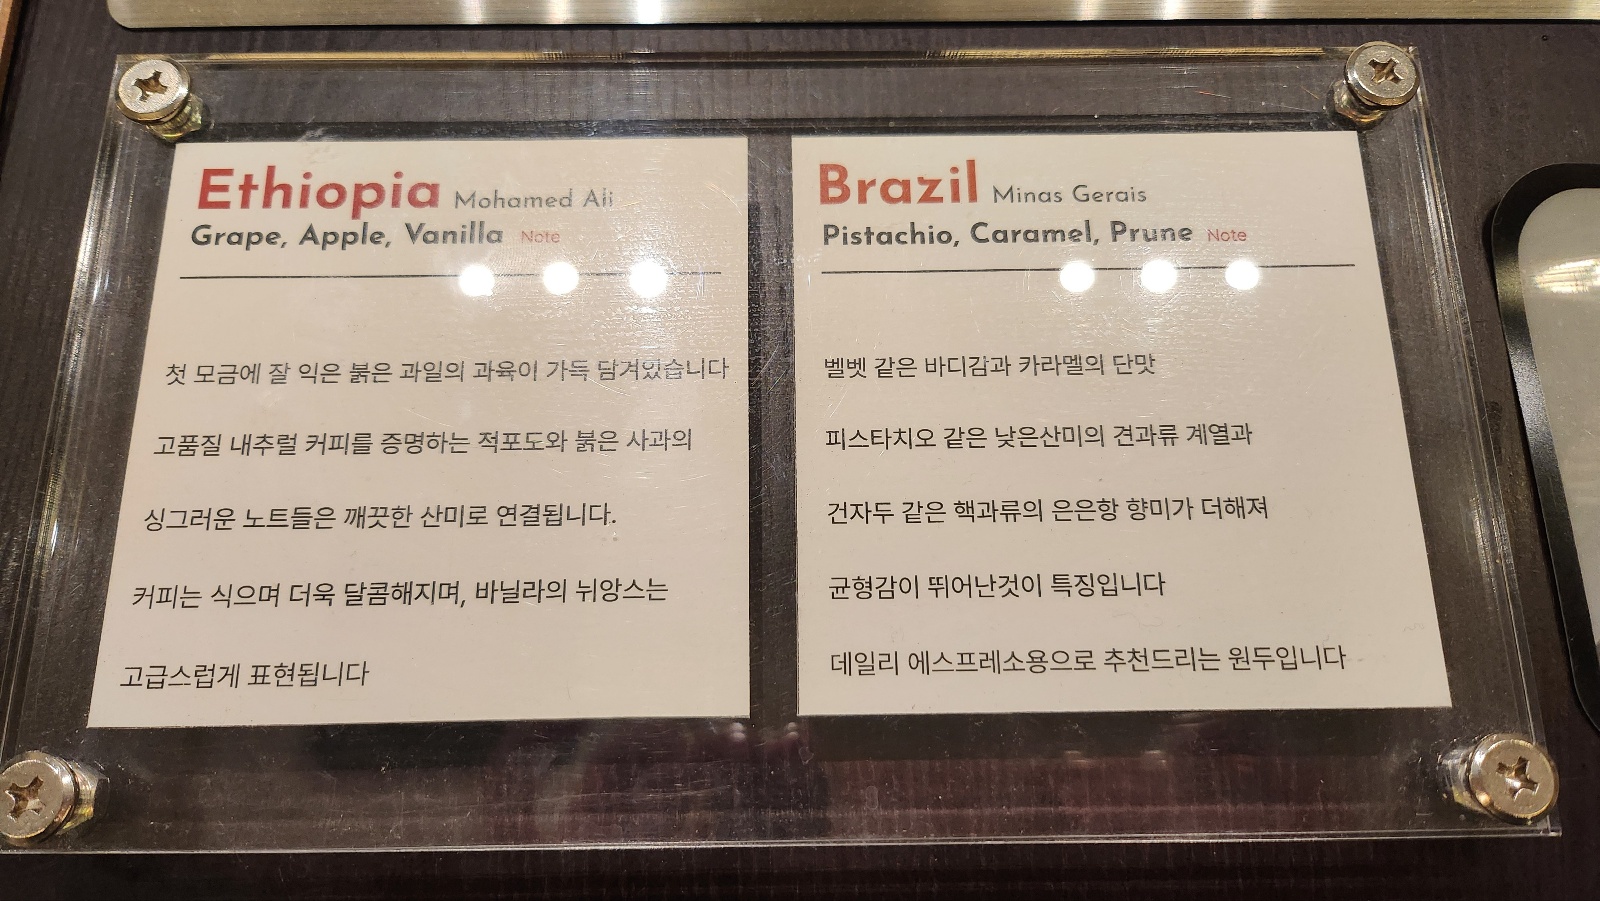 Ethiopia Mohamed Ali
Grape, Apple, Vanilla Note
첫 모금에 잘 익은 붉은 과일의 과육이 가득 담겨있습니다
고품질 내추럴 커피를 증명하는 적포도와 붉은 사과의
싱그러운 노트들은 깨끗한 산미로 연결됩니다.
커피는 식으며 더욱 달콤해지며, 바닐라의 뉘앙스는
고급스럽게 표현됩니다
Brazil Minas Gerais
Pistachio, Caramel, Prune Note
벨벳 같은 바디감과 카라멜의 단맛
피스타치오 같은 낮은산미의 견과류 계열과
건자두 같은 핵과류의 은은항 향미가 더해져
균형감이 뛰어난것이 특징입니다
데일리 에스프레소용으로 추천드리는 원두입니다